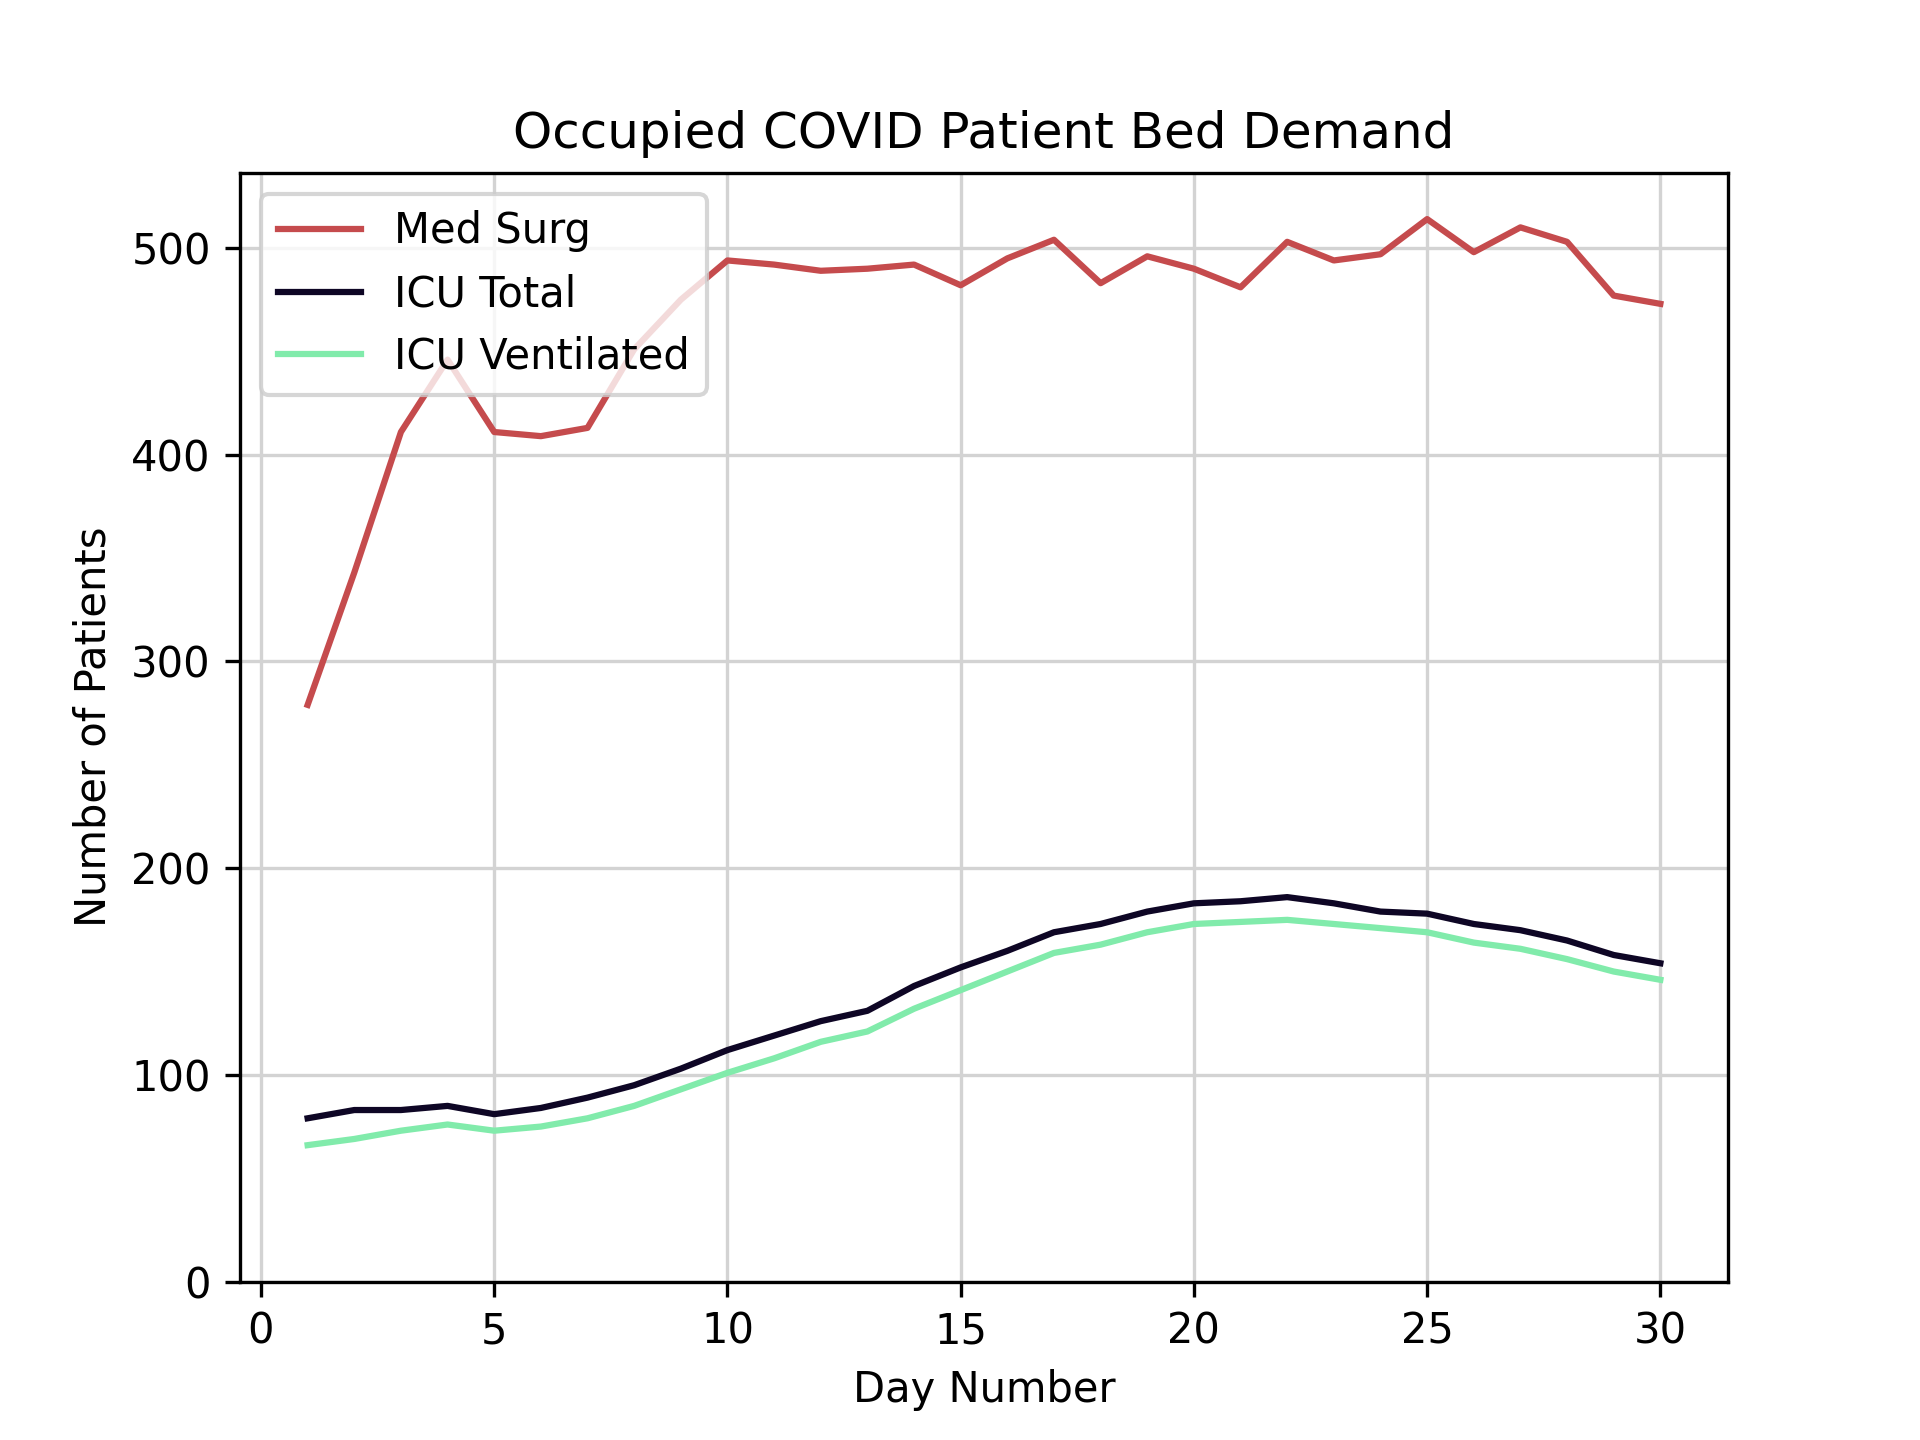 Occupied COVID Patient Bed Demand
Med Surg
ICU Total
ICU Ventilated
Number of Patients
500
400
300
200
100
0
0 5 10 15 20 25 30
Day Number